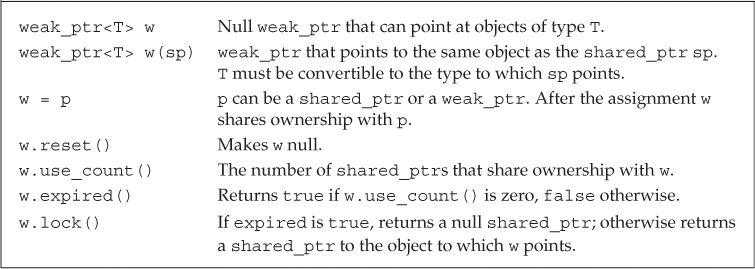 weak_ptr<T> w Null weak_ptr that can point at objects of type T.
weak_ptr<T> w(sp) weak_ptr that points to the same object as the shared_ptr sp.
T must be convertible to the type to which sp points.
w = p p can be a shared_ptr or a weak_ptr. After the assignment w
shares ownership with p.
w.reset() Makes w null.
w.use_count() The number of shared_ptrs that share ownership with w.
w.expired() Returns true if w.use_count() is zero, false otherwise.
w.lock() If expired is true, returns a null shared_ptr; otherwise returns
a shared_ptr to the object to which w points.